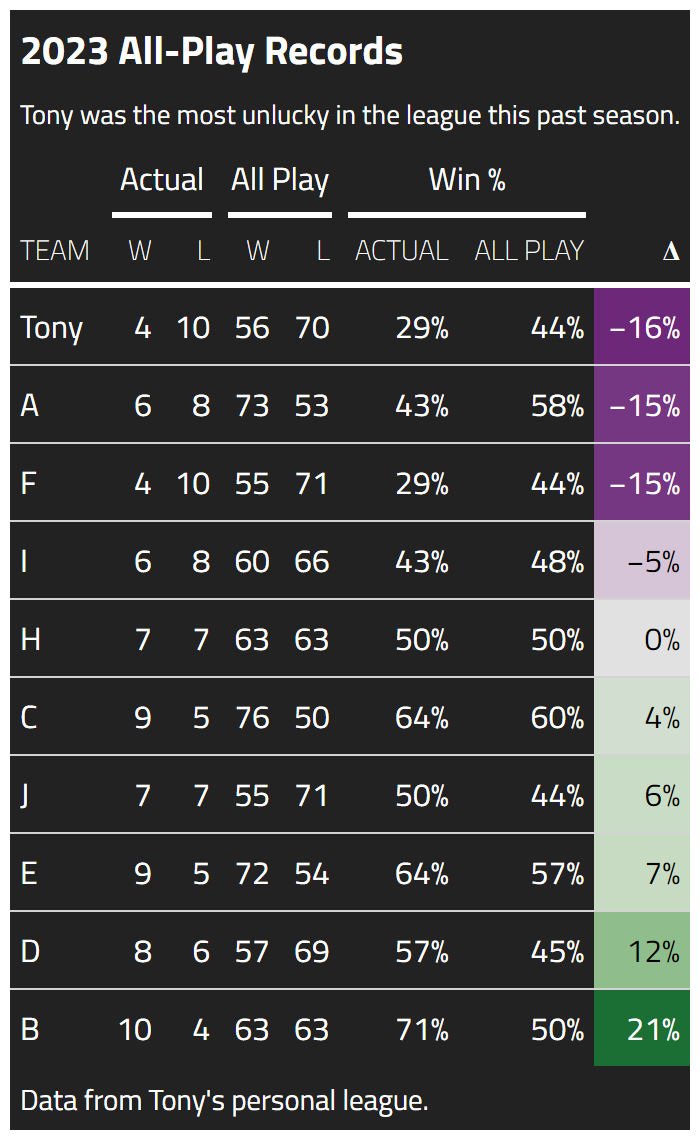 2023 All-Play Records
Tony was the most unlucky in the league this past season.
Actual All Play Win %
TEAM W L W L ACTUAL ALL PLAY Δ
Tony 4 10 56 70 29% 44% −16%
A 6 8 73 53 43% 58% −15%
F 4 10 55 71 29% 44% −15%
I 6 8 60 66 43% 48% −5%
H 7 7 63 63 50% 50% 0%
C 9 5 76 50 64% 60% 4%
J 7 7 55 71 50% 44% 6%
E 9 5 72 54 64% 57% 7%
D 8 6 57 69 57% 45% 12%
B 10 4 63 63 71% 50% 21%
Data from Tony's personal league.